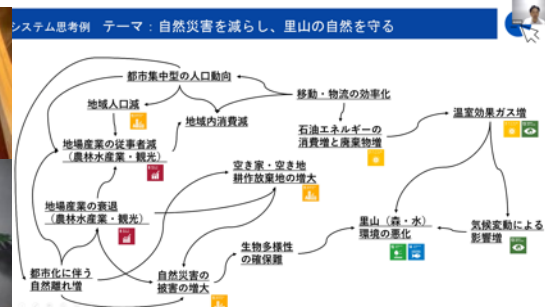 システム思考例 テーマ：自然災害を減らし、里山の自然を守る
都市集中型の人口動向
移動・物流の効率化
地域人口減
地域内消費減
温室効果ガス増
石油エネルギーの
消費増と廃棄物増
地場産業の従事者減
（農林水産業・観光）
空き家・空き地
耕作放棄地の増大
地場産業の衰退
（農林水産業・観光）
里山（森・水）
環境の悪化
気候変動による
影響増
生物多様性
の確保難
都市化に伴う
自然離れ増
自然災害の
被害の増大